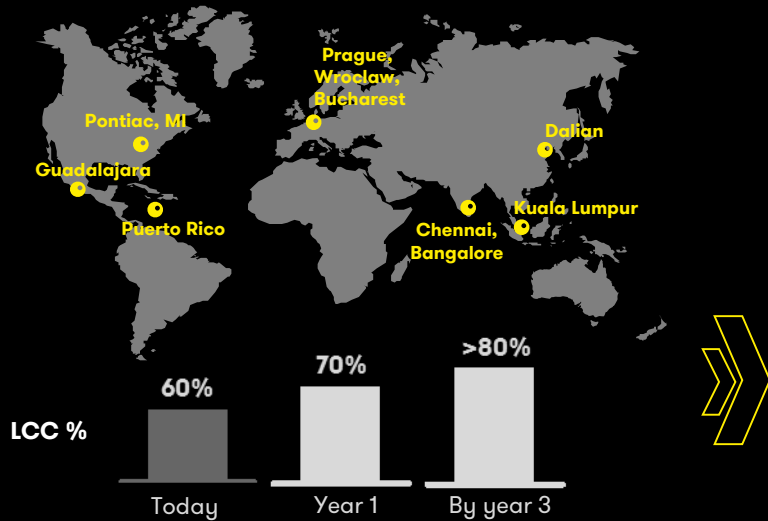 Prague,
Wroclaw,
Bucharest
Pontiac, MI
Dalian
Guadalajara
Kuala Lumpur
Puerto Rico
Chennai,
Bangalore
>80%
70%
60%
LCC %
Today
Year 1
By year 3